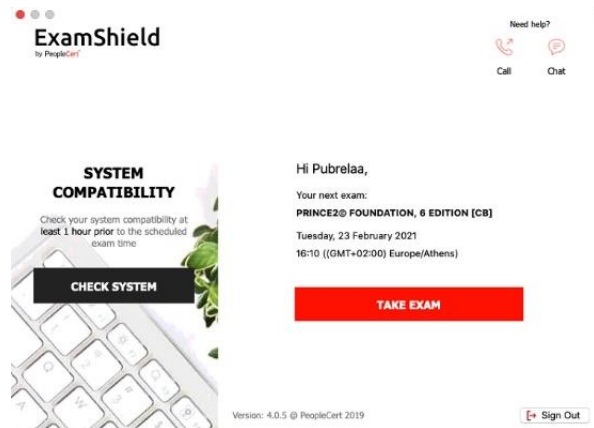 ExamShield
by PeopleCert
Need help?
Call
Chat
SYSTEM
COMPATIBILITY
Check your system compatibility at
least 1 hour prior to the scheduled
exam time
CHECK SYSTEM
Hi Pubrelaa,
Your next exam:
PRINCE2® FOUNDATION, 6 EDITION [CB]
Tuesday, 23 February 2021
16:10 ((GMT+02:00) Europe/Athens)
TAKE EXAM
Version: 4.0.5 @ PeopleCert 2019
Sign Out